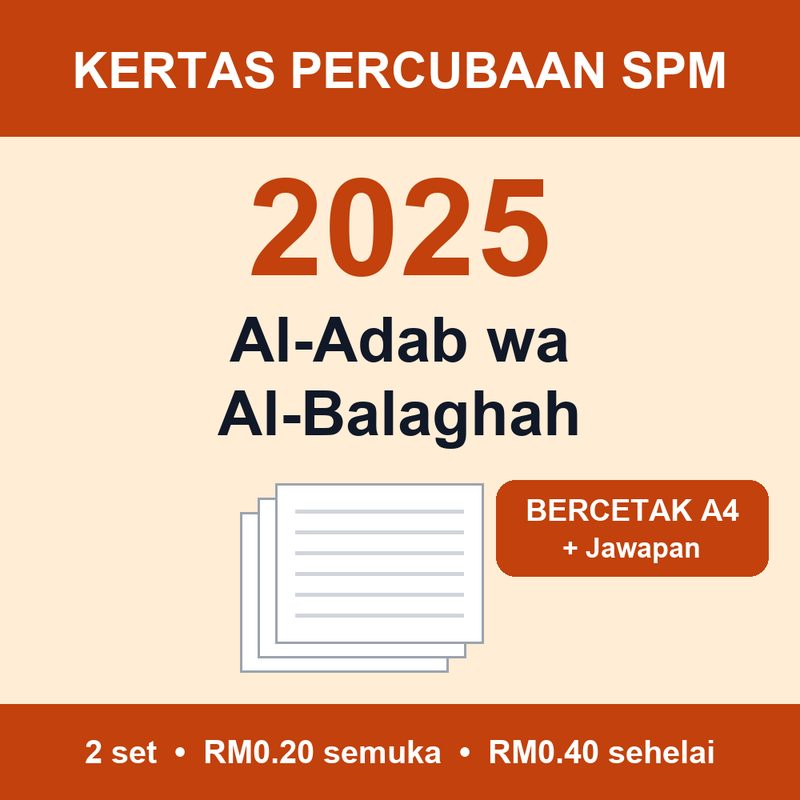 KERTAS PERCUBAAN SPM
2025
Al-Adab wa
Al-Balaghah
BERCETAK A4
+ Jawapan
2 set • RM0.20 semuka • RM0.40 sehelai